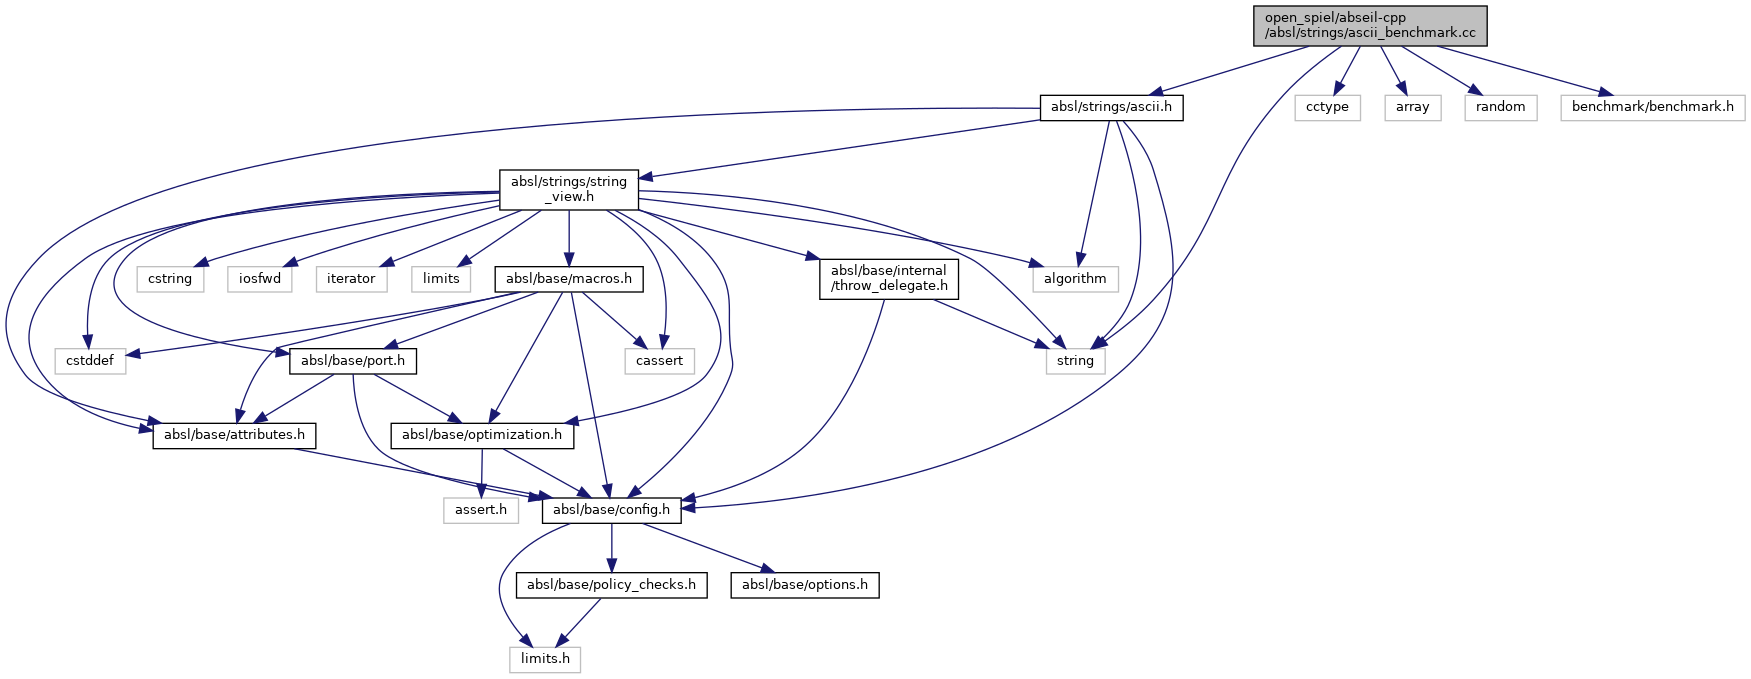 open_spiel/abseil-cpp
/absl/strings/ascii_benchmark.cc
absl/strings/ascii.h
cctype
array
random
benchmark/benchmark.h
absl/strings/string
_view.h
cstring
iosfwd
iterator
limits
absl/base/macros.h
absl/base/internal
/throw_delegate.h
algorithm
cstddef
absl/base/port.h
cassert
string
absl/base/attributes.h
absl/base/optimization.h
assert.h
absl/base/config.h
absl/base/policy_checks.h
absl/base/options.h
limits.h